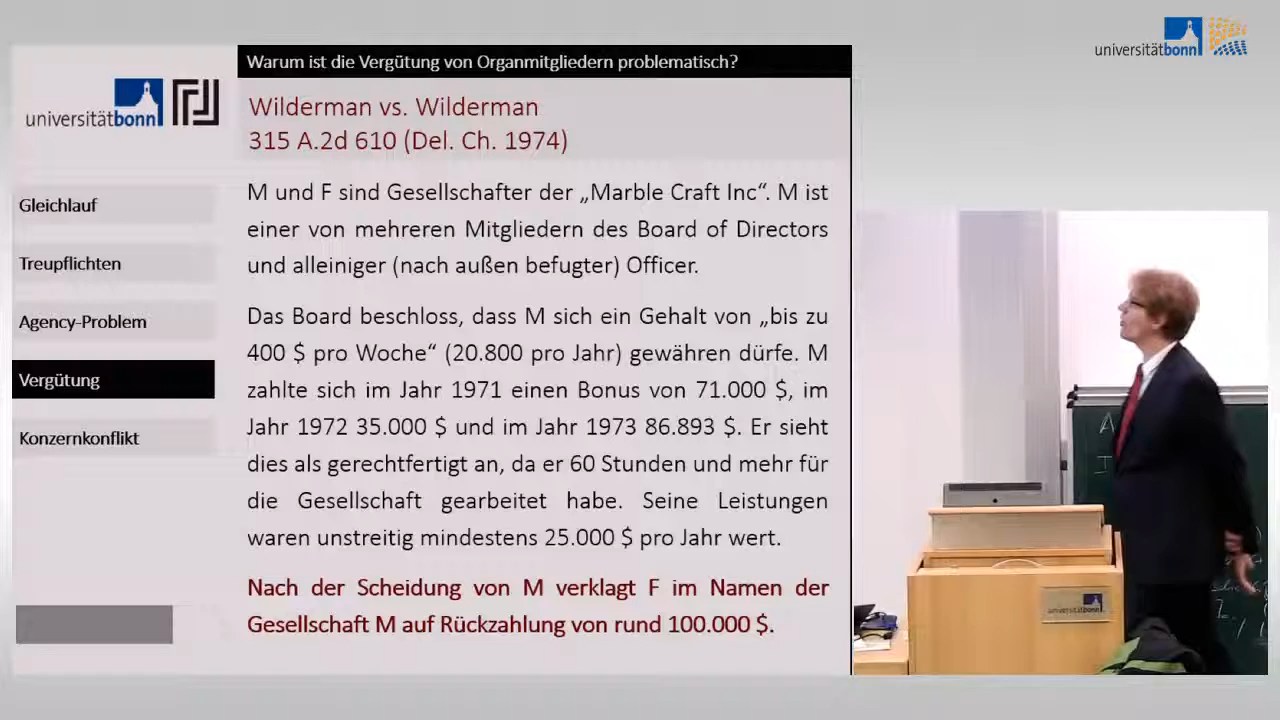 universitätbonn
Warum ist die Vergütung von Organmitgliedern problematisch?
universitätbonn
Wilderman vs. Wilderman
315 A.2d 610 (Del. Ch. 1974)
Gleichlauf
Treupflichten
Agency-Problem
Vergütung
Konzernkonflikt
M und F sind Gesellschafter der „Marble Craft Inc“. M ist
einer von mehreren Mitgliedern des Board of Directors
und alleiniger (nach außen befugter) Officer.
Das Board beschloss, dass M sich ein Gehalt von „bis zu
400 $ pro Woche“ (20.800 pro Jahr) gewähren dürfe. M
zahlte sich im Jahr 1971 einen Bonus von 71.000 $, im
Jahr 1972 35.000 $ und im Jahr 1973 86.893 $. Er sieht
dies als gerechtfertigt an, da er 60 Stunden und mehr für
die Gesellschaft gearbeitet habe. Seine Leistungen
waren unstreitig mindestens 25.000 $ pro Jahr wert.
Nach der Scheidung von M verklagt F im Namen der
Gesellschaft M auf Rückzahlung von rund 100.000 $.
universitätbonn